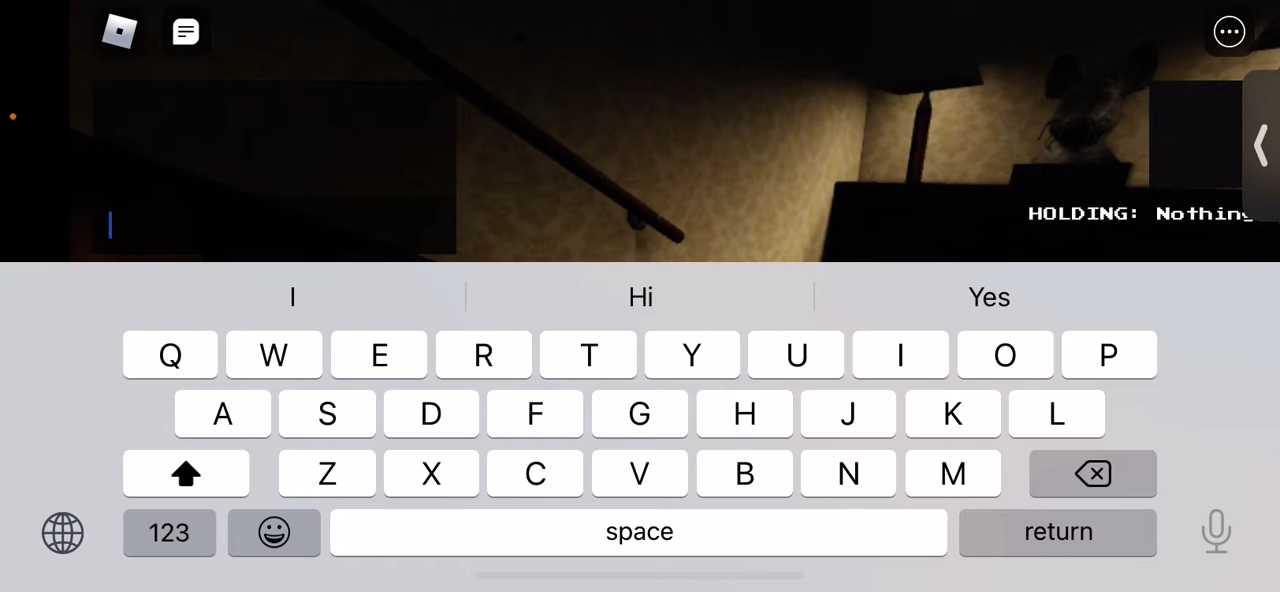 HOLDING: Nothing
I Hi Yes
Q W E R T Y U I O P
A S D F G H J K L
Z X C V B N M
123 space return